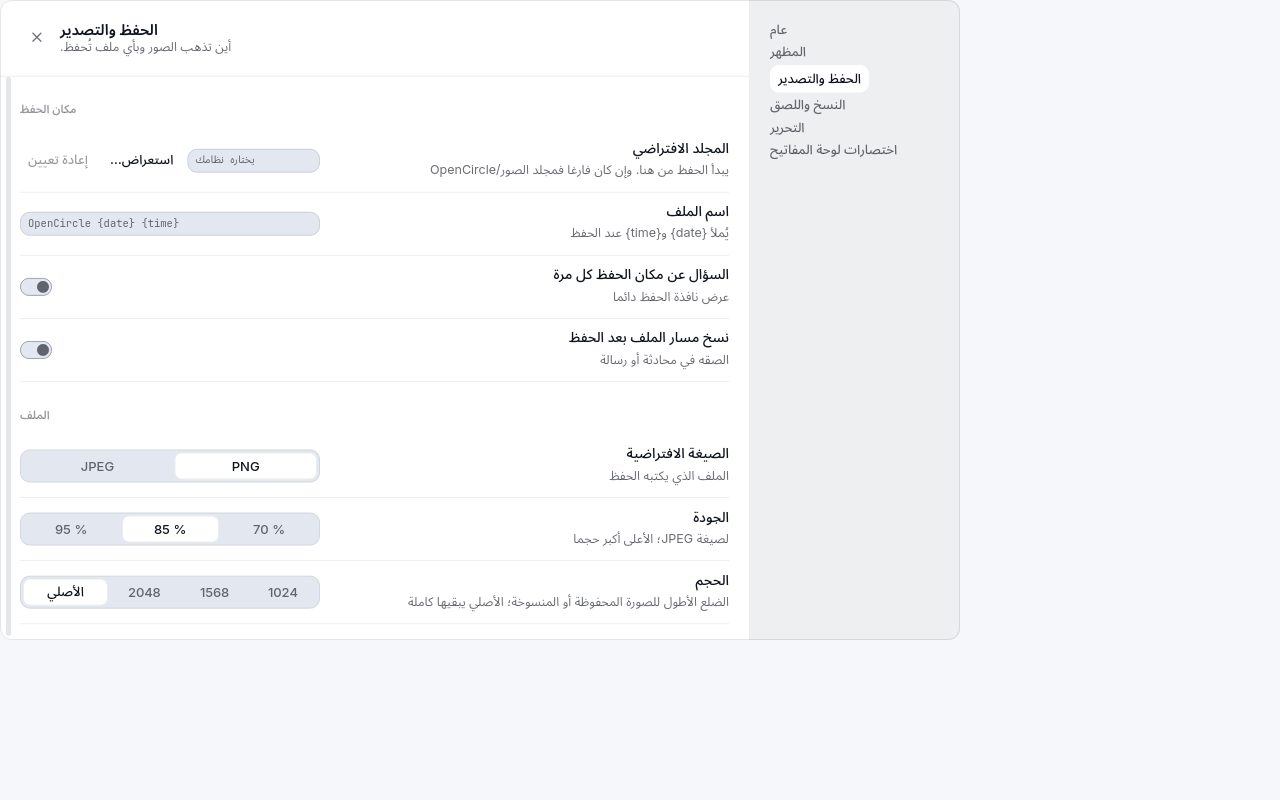 عام
المظهر
الحفظ والتصدير
النسخ واللصق
التحرير
اختصارات لوحة المفاتيح
الحفظ والتصدير
أين تذهب الصور وبأي ملف تُحفظ.
مكان الحفظ
المجلد الافتراضي
يبدأ الحفظ من هنا. وإن كان فارغا فمجلد الصور/OpenCircle
يختاره نظامك
استعراض...
إعادة تعيين
اسم الملف
يُملأ {date} و{time} عند الحفظ
OpenCircle {date} {time}
السؤال عن مكان الحفظ كل مرة
عرض نافذة الحفظ دائما
نسخ مسار الملف بعد الحفظ
الصقه في محادثة أو رسالة
الملف
الصيغة الافتراضية
الملف الذي يكتبه الحفظ
PNG
JPEG
الجودة
لصيغة JPEG؛ الأعلى أكبر حجما
70 %
85 %
95 %
الحجم
الضلع الأطول للصورة المحفوظة أو المنسوخة؛ الأصلي يبقيها كاملة
1024
1568
2048
الأصلي